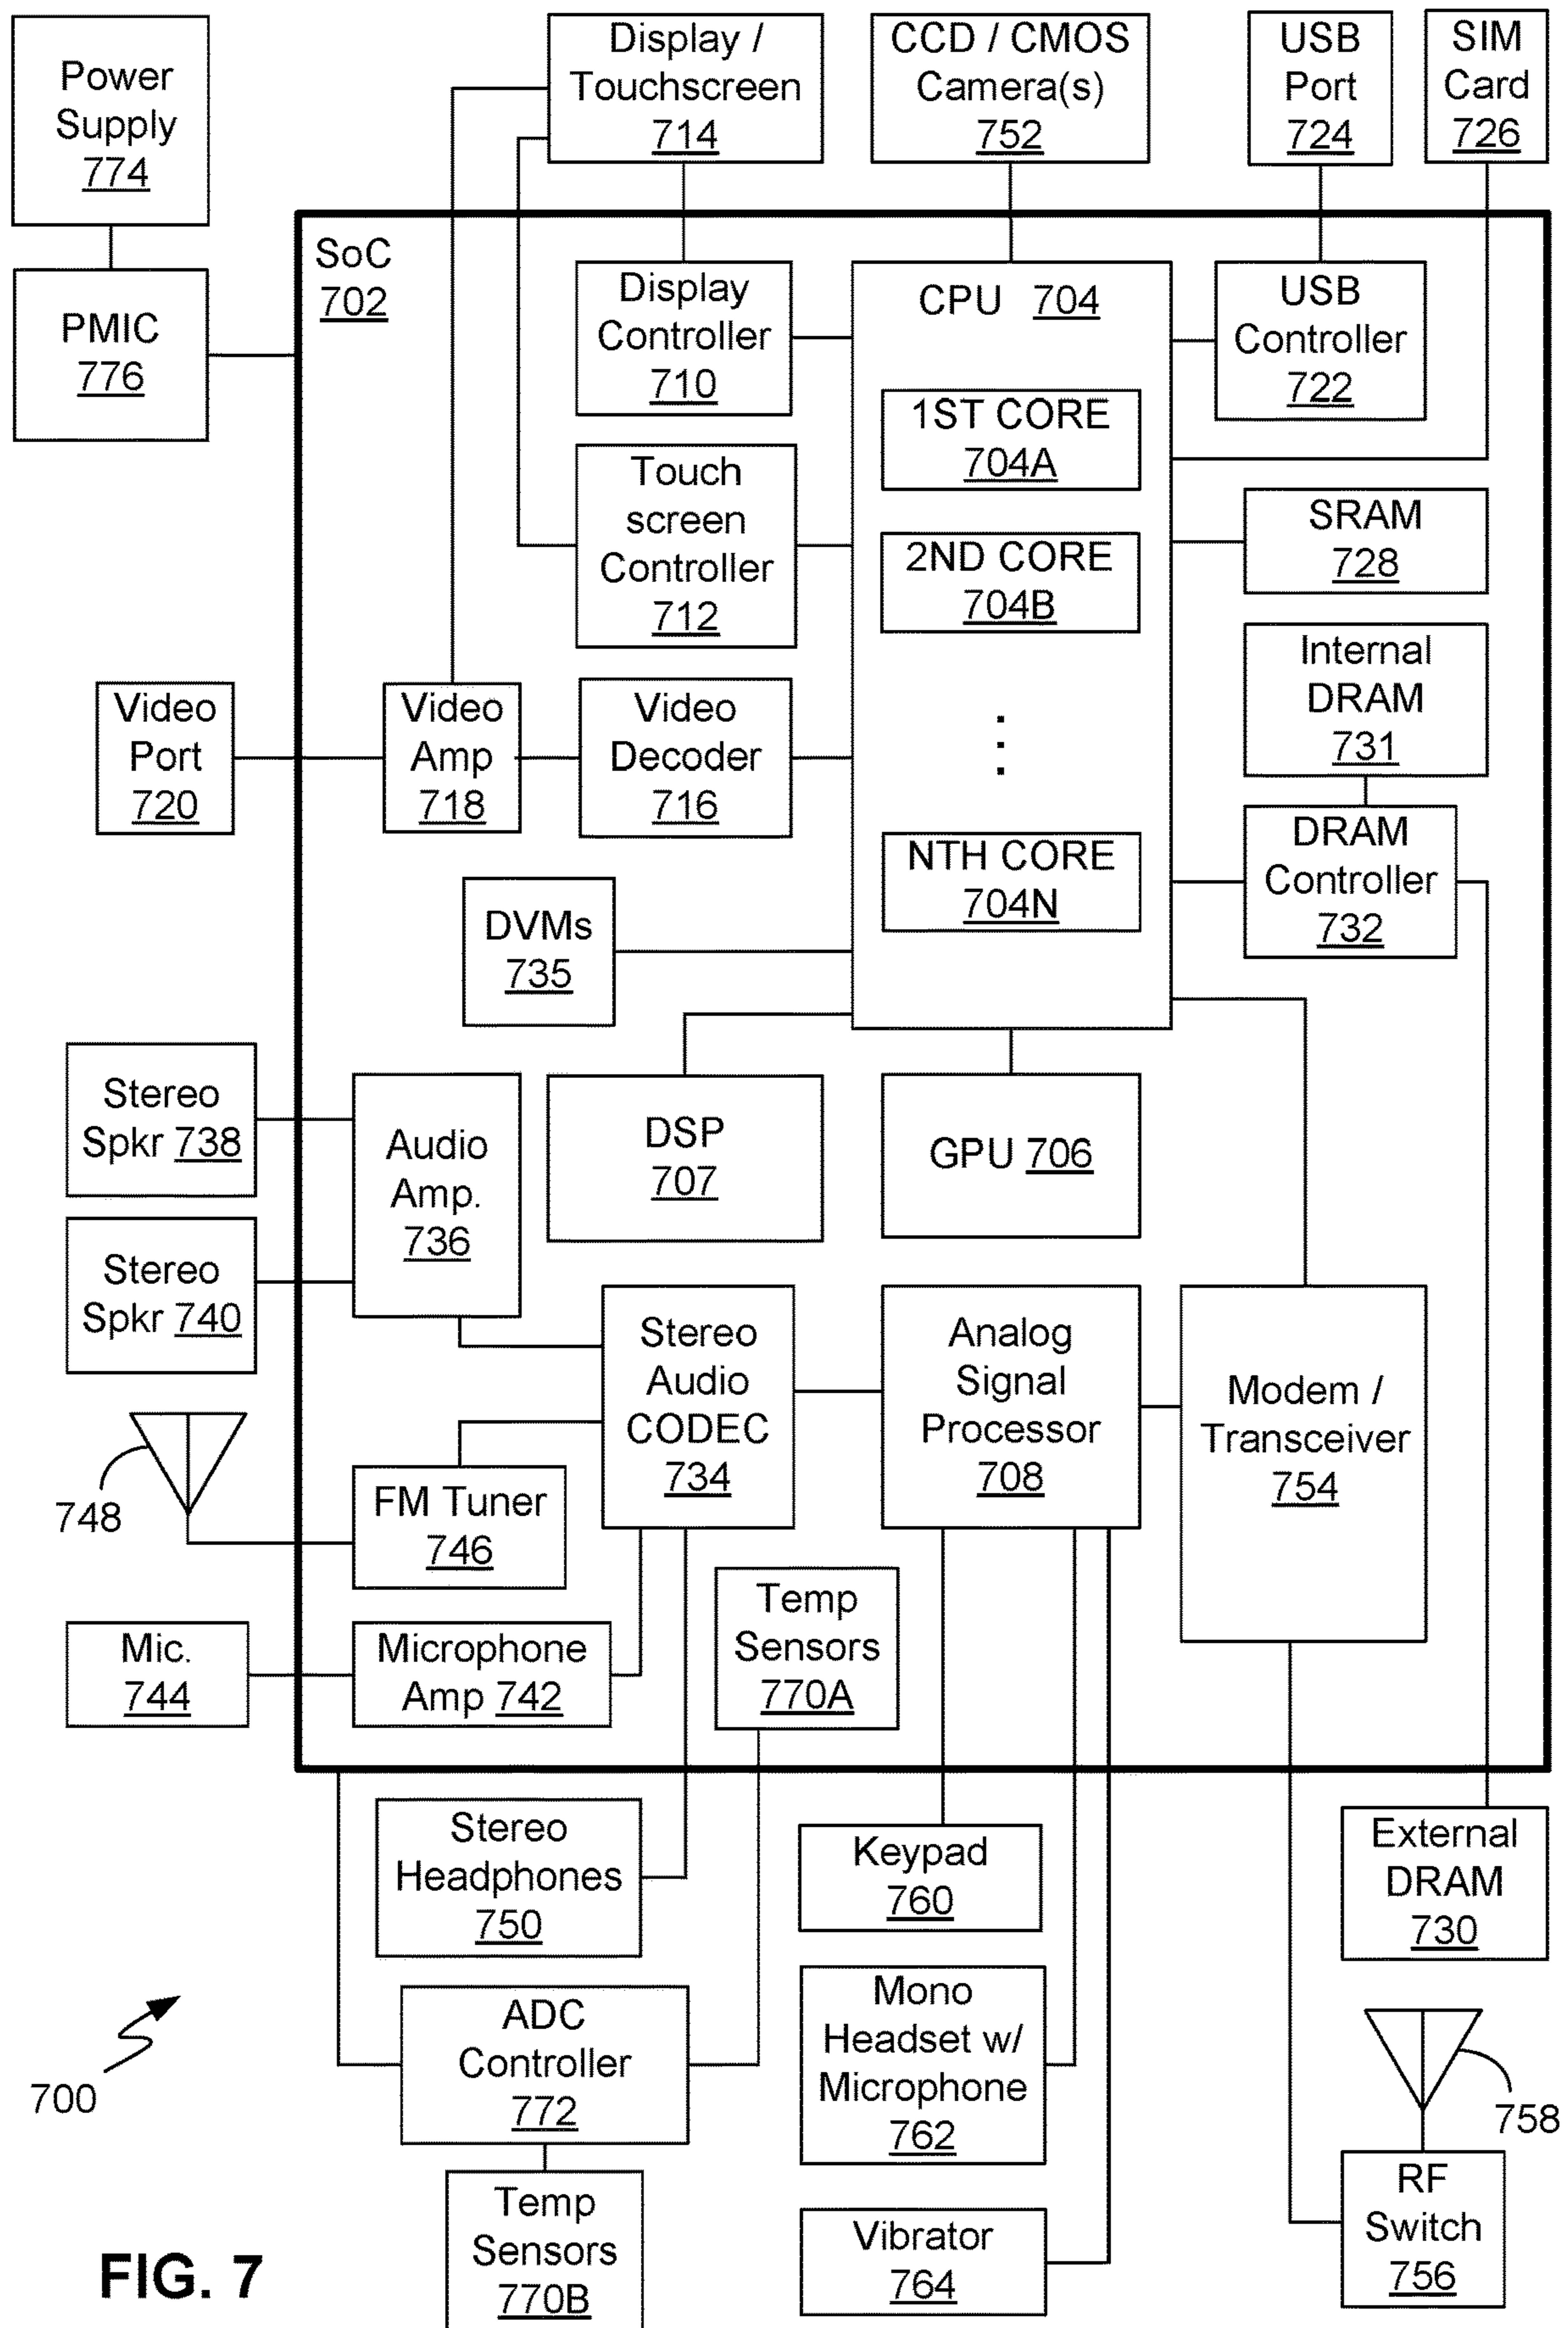 Power
Supply
774
Display /
Touchscreen
714
CCD / CMOS
Camera(s)
752
USB
Port
724
SIM
Card
726
PMIC
776
SoC
702
Display
Controller
710
CPU 704
USB
Controller
722
1ST CORE
704A
Touch
screen
Controller
712
2ND CORE
704B
SRAM
728
Internal
DRAM
731
Video
Port
720
Video
Amp
718
Video
Decoder
716
NTH CORE
704N
DRAM
Controller
732
DVMs
735
Stereo
Spkr 738
Audio
Amp.
736
DSP
707
GPU 706
Stereo
Spkr 740
Stereo
Audio
CODEC
734
Analog
Signal
Processor
708
Modem /
Transceiver
754
748
FM Tuner
746
Temp
Sensors
770A
Mic.
744
Microphone
Amp 742
Stereo
Headphones
750
Keypad
760
External
DRAM
730
ADC
Controller
772
Mono
Headset w/
Microphone
762
700
758
Temp
Sensors
770B
Vibrator
764
RF
Switch
756
FIG. 7